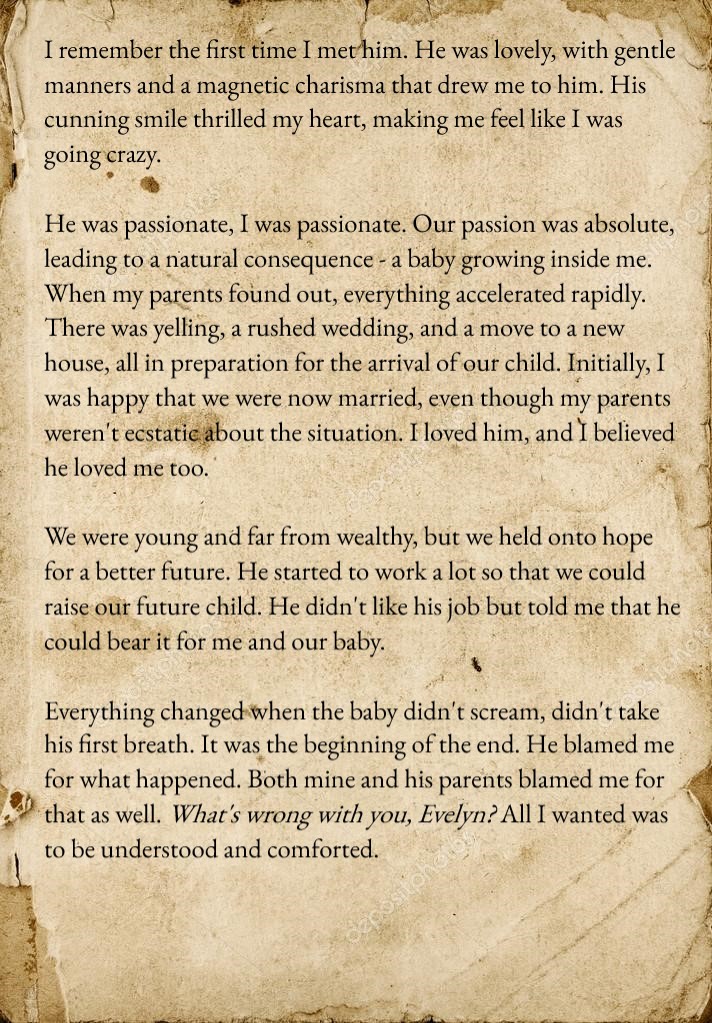 I remember the first time I met him. He was lovely, with gentle
manners and a magnetic charisma that drew me to him. His
cunning smile thrilled my heart, making me feel like I was
going crazy.
He was passionate, I was passionate. Our passion was absolute,
leading to a natural consequence - a baby growing inside me.
When my parents found out, everything accelerated rapidly.
There was yelling, a rushed wedding, and a move to a new
house, all in preparation for the arrival of our child. Initially, I
was happy that we were now married, even though my parents
weren't ecstatic about the situation. I loved him, and I believed
he loved me too.
We were young and far from wealthy, but we held onto hope
for a better future. He started to work a lot so that we could
raise our future child. He didn't like his job but told me that he
could bear it for me and our baby.
Everything changed when the baby didn't scream, didn't take
his first breath. It was the beginning of the end. He blamed me
for what happened. Both mine and his parents blamed me for
that as well. What's wrong with you, Evelyn? All I wanted was
to be understood and comforted.
depositphotos